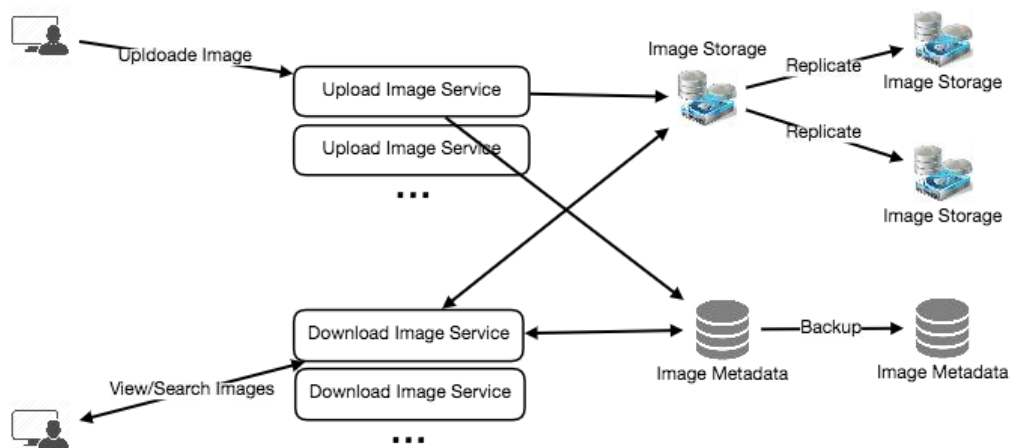 Upldoade Image
Image Storage
Upload Image Service
Replicate
Image Storage
Upload Image Service
Replicate
...
Image Storage
Download Image Service
Backup
Image Metadata
Image Metadata
View/Search Images
Download Image Service
...